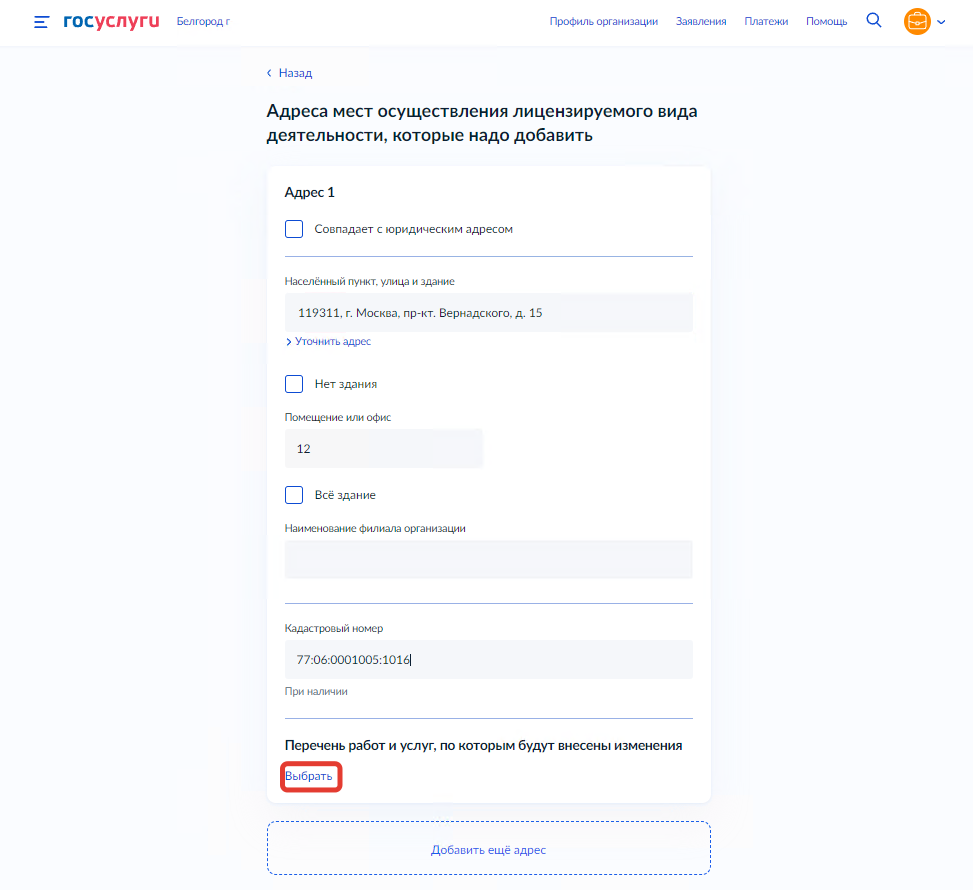 госуслуги Белгород г Профиль организации Заявления Платежи Помощь
Назад
Адреса мест осуществления лицензируемого вида
деятельности, которые надо добавить
Адрес 1
Совпадает с юридическим адресом
Населённый пункт, улица и здание
119311, г. Москва, пр-кт. Вернадского, д. 15
Уточнить адрес
Нет здания
Помещение или офис
12
Всё здание
Наименование филиала организации
Кадастровый номер
77:06:0001005:1016
При наличии
Перечень работ и услуг, по которым будут внесены изменения
Выбрать
Добавить ещё адрес